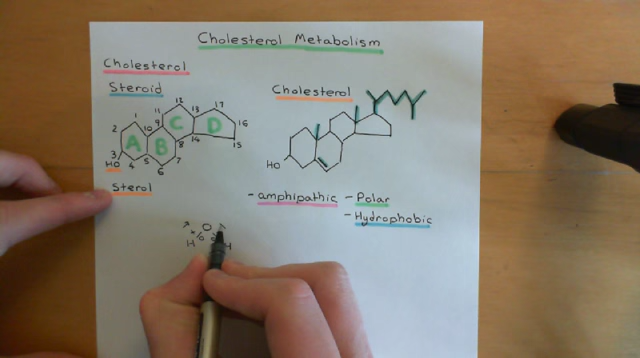 Cholesterol Metabolism
Cholesterol
Steroid
Cholesterol
1
2
3
4
5
6
7
8
9
10
11
12
13
14
15
16
17
A
B
C
D
HO
HO
Sterol
- amphipathic
- Polar
- Hydrophobic
O
H
H